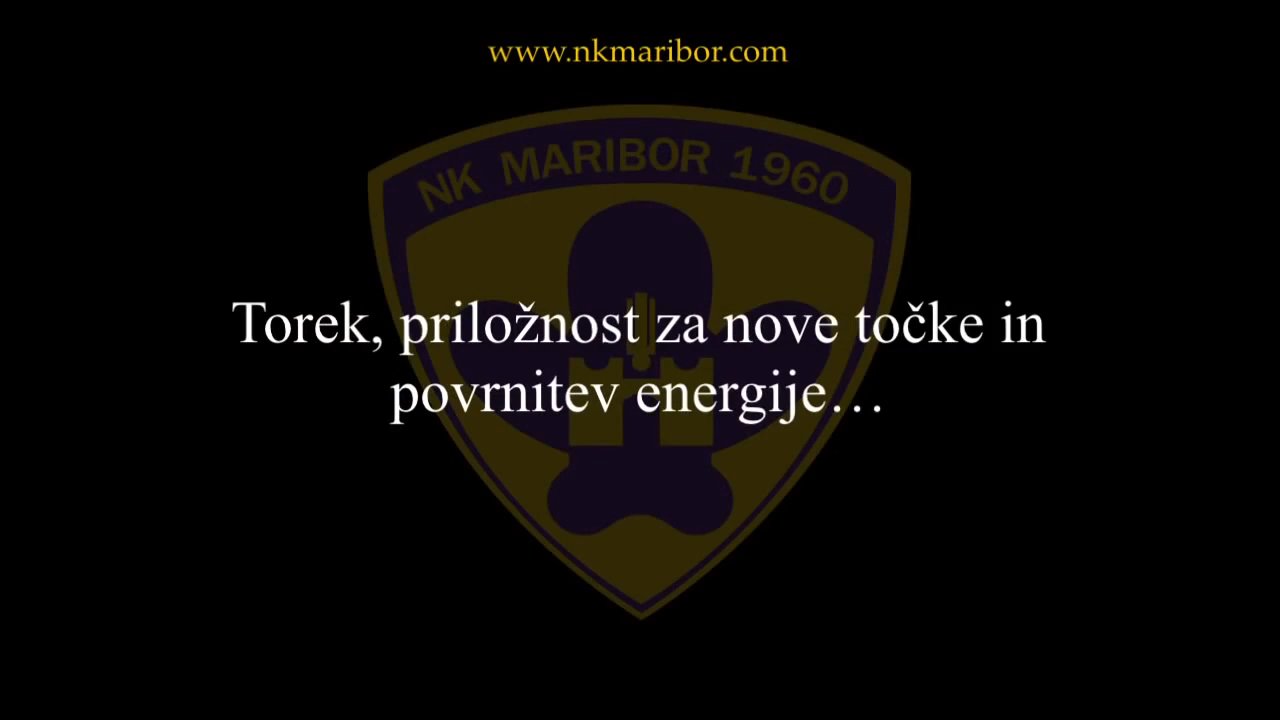 www.nkmaribor.com
NK MARIBOR 1960
Torek, priložnost za nove točke in
povrnitev energije…